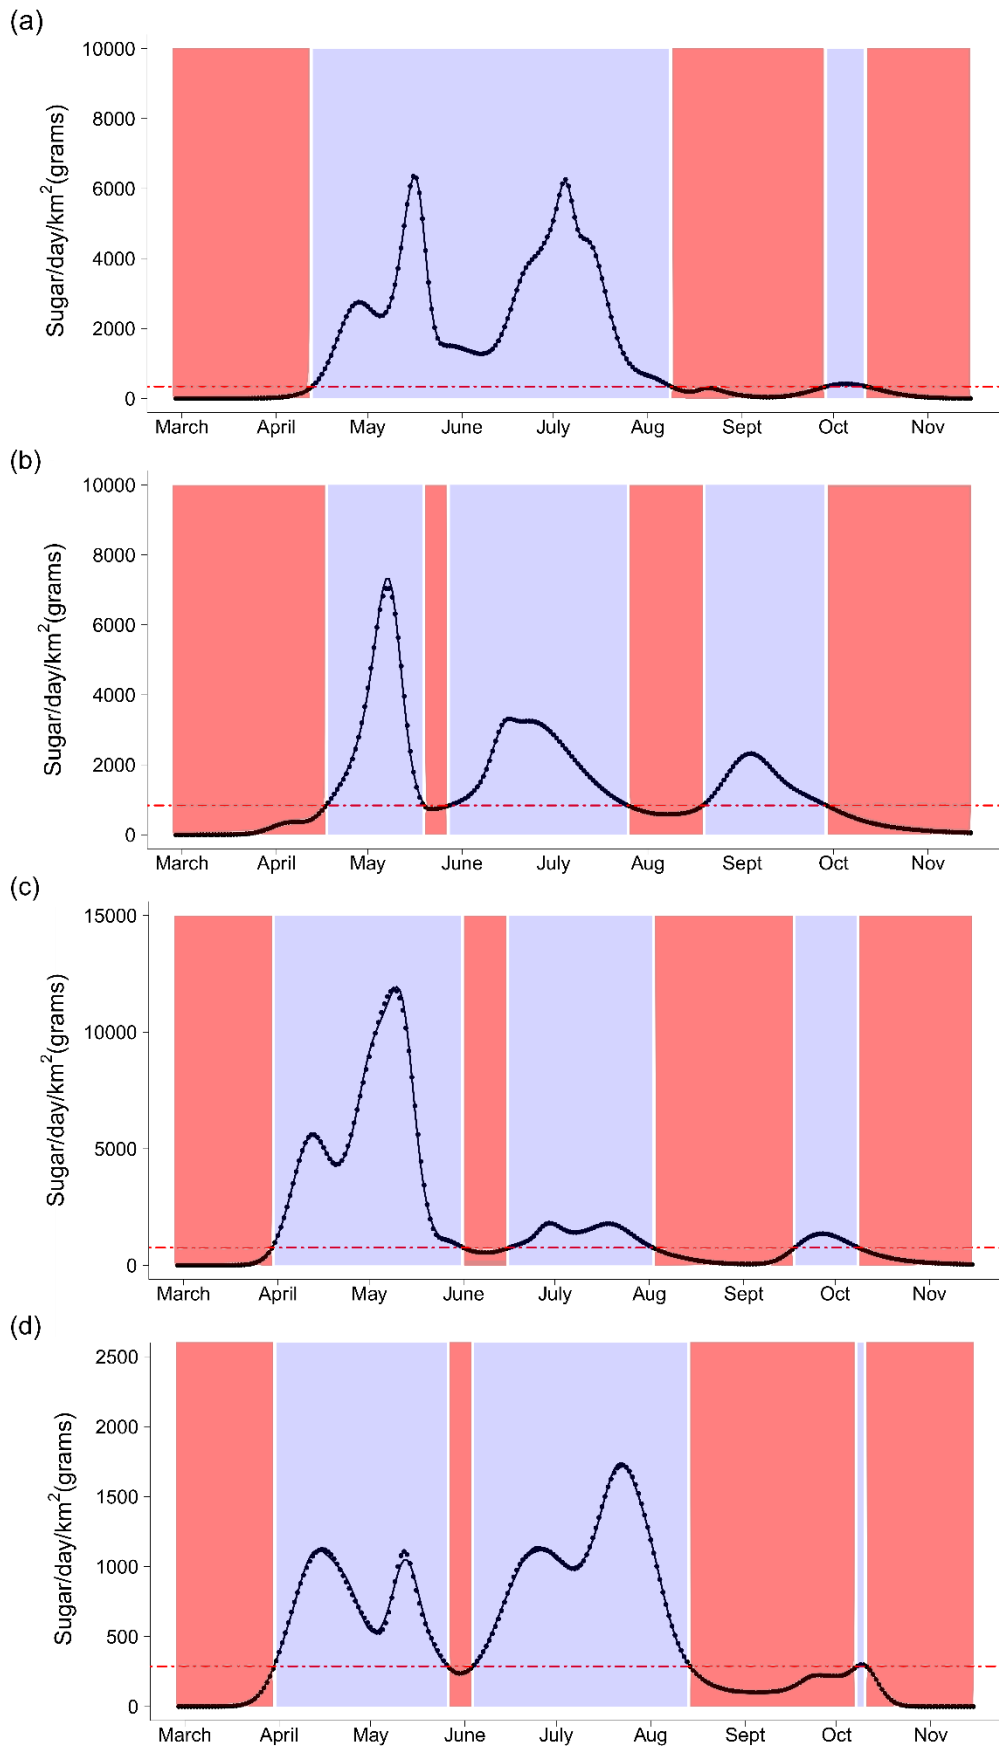 (a)
Sugar/day/km²(grams)
10000
8000
6000
4000
2000
0
March April May June July Aug Sept Oct Nov
(b)
Sugar/day/km²(grams)
10000
8000
6000
4000
2000
0
March April May June July Aug Sept Oct Nov
(c)
Sugar/day/km²(grams)
15000
10000
5000
0
March April May June July Aug Sept Oct Nov
(d)
Sugar/day/km²(grams)
2500
2000
1500
1000
500
0
March April May June July Aug Sept Oct Nov